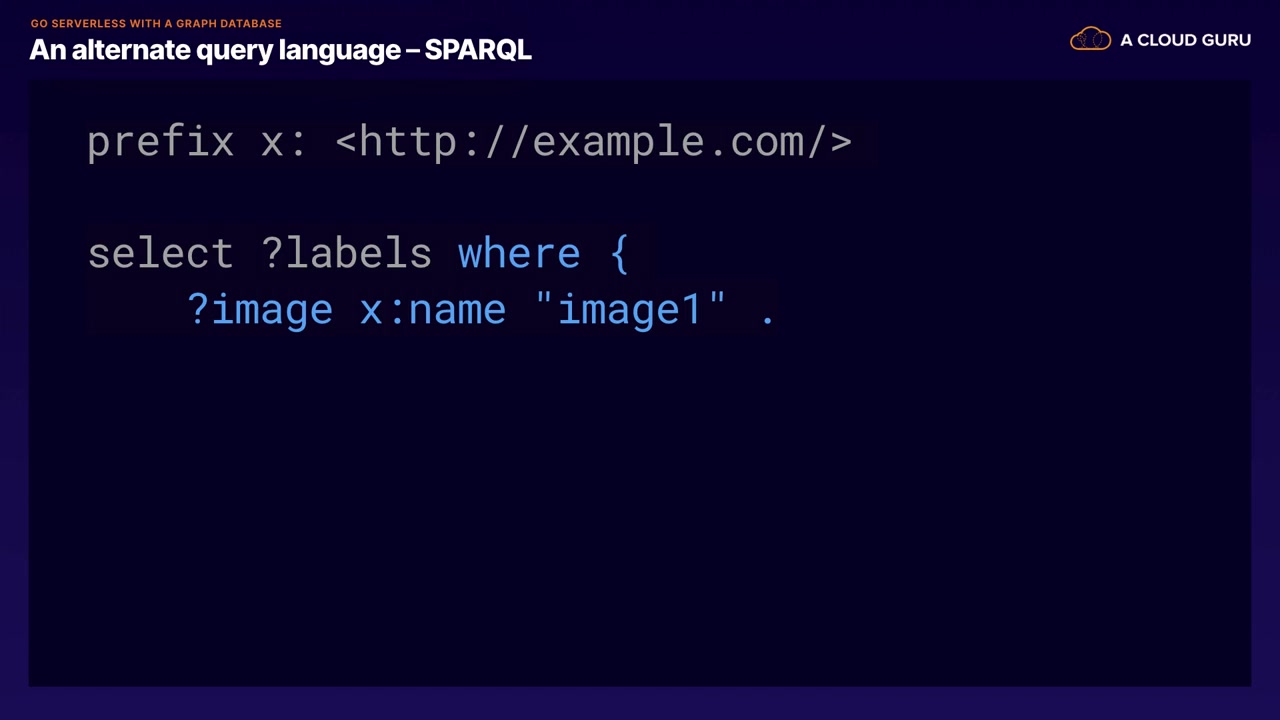 GO SERVERLESS WITH A GRAPH DATABASE
An alternate query language – SPARQL
A CLOUD GURU
prefix x: <http://example.com/>
select ?labels where {
?image x:name "image1" .